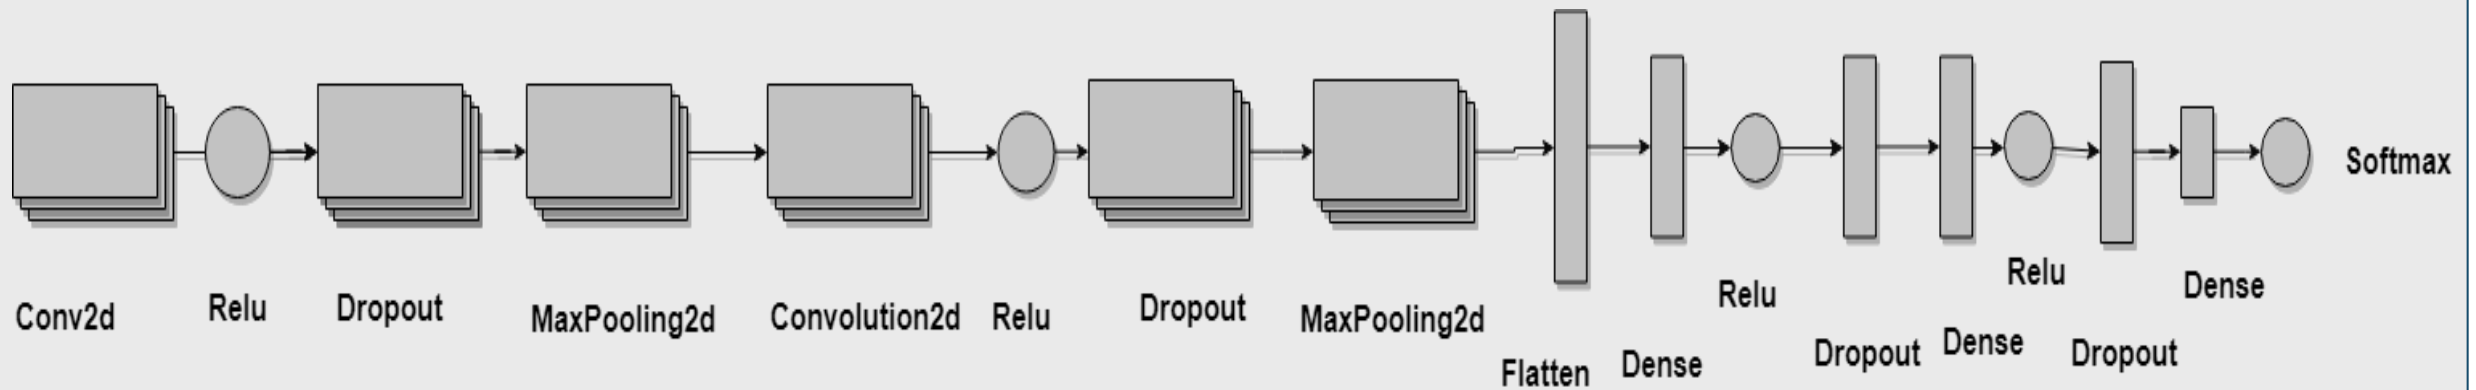 Conv2d
Relu
Dropout
MaxPooling2d
Convolution2d
Relu
Dropout
MaxPooling2d
Flatten
Dense
Relu
Dropout
Dense
Relu
Dropout
Dense
Softmax